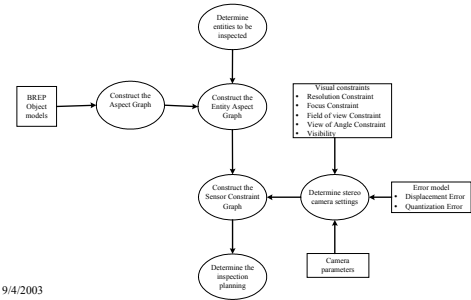 Determine
entities to be
inspected
BREP
Object
models
Construct the
Aspect Graph
Construct the
Entity Aspect
Graph
Visual constraints
• Resolution Constraint
• Focus Constraint
• Field of view Constraint
• View of Angle Constraint
• Visibility
Construct the
Sensor Constraint
Graph
Determine stereo
camera settings
Error model
• Displacement Error
• Quantization Error
Determine the
inspection
planning
Camera
parameters
9/4/2003